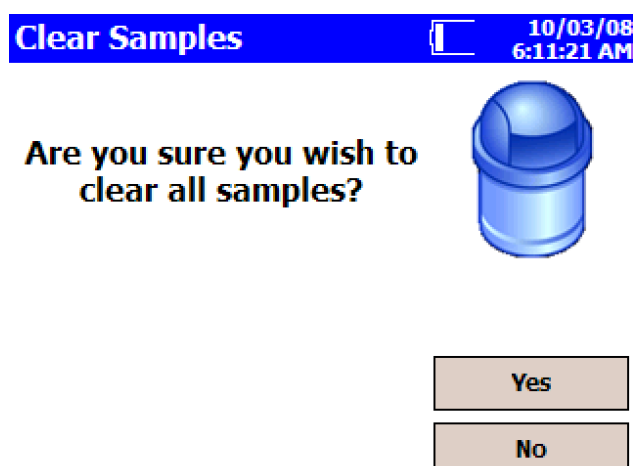 Clear Samples
10/03/08
6:11:21 AM
Are you sure you wish to
clear all samples?
Yes
No